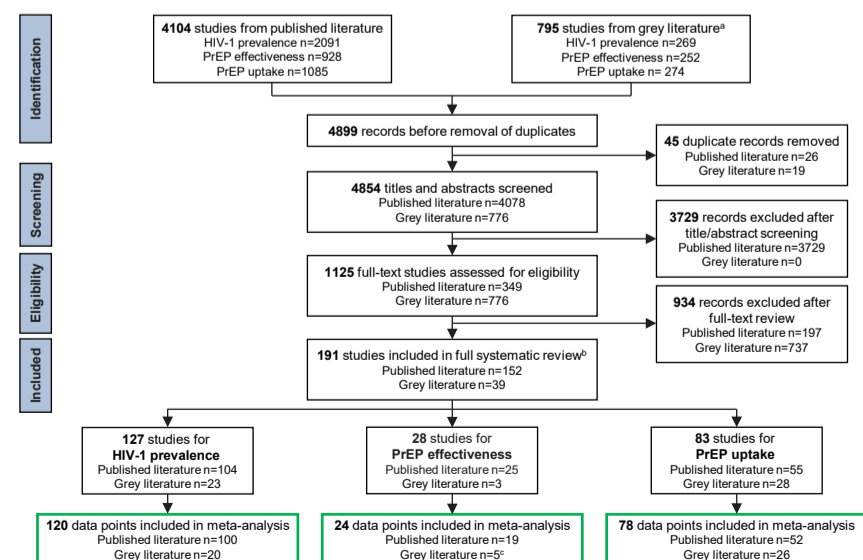 Identification
4104 studies from published literature
HIV-1 prevalence n=2091
PrEP effectiveness n=928
PrEP uptake n=1085
795 studies from grey literatureᵃ
HIV-1 prevalence n=269
PrEP effectiveness n=252
PrEP uptake n= 274
4899 records before removal of duplicates
45 duplicate records removed
Published literature n=26
Grey literature n=19
Screening
4854 titles and abstracts screened
Published literature n=4078
Grey literature n=776
3729 records excluded after
title/abstract screening
Published literature n=3729
Grey literature n=0
Eligibility
1125 full-text studies assessed for eligibility
Published literature n=349
Grey literature n=776
934 records excluded after
full-text review
Published literature n=197
Grey literature n=737
Included
191 studies included in full systematic reviewᵇ
Published literature n=152
Grey literature n=39
127 studies for
HIV-1 prevalence
Published literature n=104
Grey literature n=23
28 studies for
PrEP effectiveness
Published literature n=25
Grey literature n=3
83 studies for
PrEP uptake
Published literature n=55
Grey literature n=28
120 data points included in meta-analysis
Published literature n=100
Grey literature n=20
24 data points included in meta-analysis
Published literature n=19
Grey literature n=5ᶜ
78 data points included in meta-analysis
Published literature n=52
Grey literature n=26